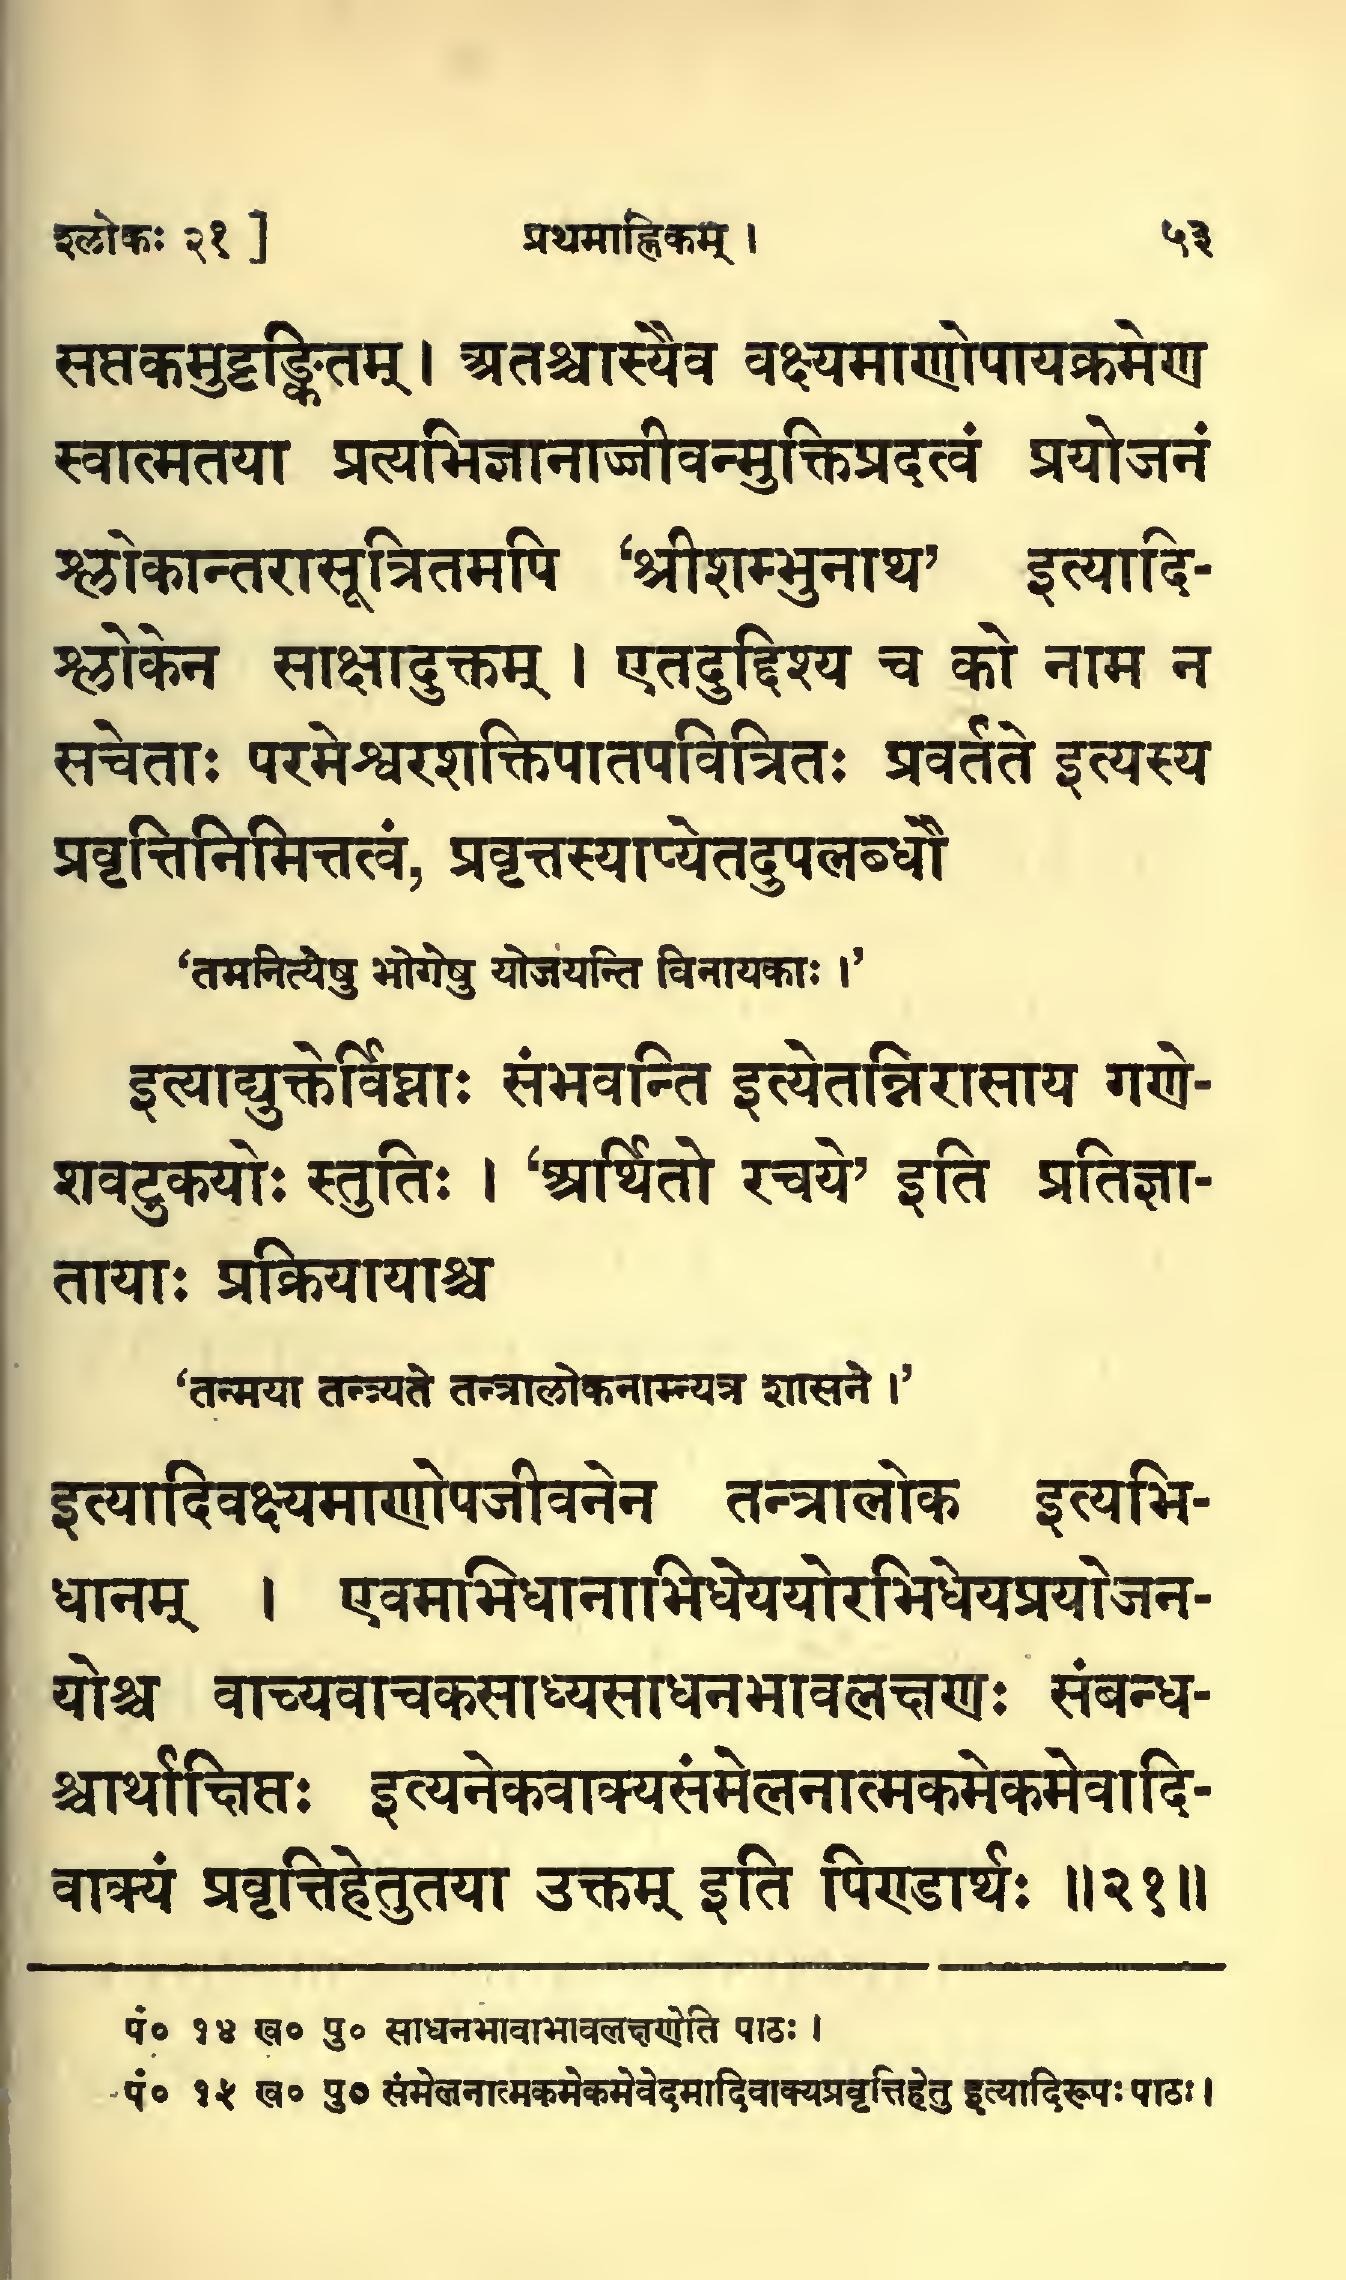 श्लोकः २१ ] प्रथमाह्निकम् । ५३
सप्तकमुट्टङ्कितम् । अतश्चास्यैव वक्ष्यमाणोपायक्रमेण
स्वात्मतया प्रत्यभिज्ञानाज्जीवन्मुक्तिप्रदत्वं प्रयोजनं
श्लोकान्तरासूत्रितमपि ‘श्रीशम्भुनाथ’ इत्यादि-
श्लोकेन साक्षादुक्तम् । एतदुद्दिश्य च को नाम न
सचेताः परमेश्वरशक्तिपातपवित्रितः प्रवर्तते इत्यस्य
प्रवृत्तिनिमित्तत्वं, प्रवृत्तस्याप्येतदुपलब्धौ
‘तमनित्येषु भोगेषु योजयन्ति विनायकाः ।’
इत्याद्युक्तेर्विघ्नाः संभवन्ति इत्येतन्निरासाय गणे-
शवटुकयोः स्तुतिः । ‘अर्थितो रचये’ इति प्रतिज्ञा-
तायाः प्रक्रियायाश्च
‘तन्मया तन्त्र्यते तन्त्रालोकनाम्न्यत्र शासने ।’
इत्यादिवक्ष्यमाणोपजीवनेन तन्त्रालोक इत्यभि-
धानम् । एवमभिधानाभिधेययोरभिधेयप्रयोजन-
योश्च वाच्यवाचकसाध्यसाधनभावलक्षणः संबन्ध-
श्चार्थाक्षिप्तः इत्यनेकवाक्यसंमेलनात्मकमेकमेवादि-
वाक्यं प्रवृत्तिहेतुतया उक्तम् इति पिण्डार्थः ॥२१॥
पं० १४ ख० पु० साधनभावाभावलक्षणेति पाठः ।
पं० १५ ख० पु० संमेलनात्मकमेकमेवेदमादिवाक्यप्रवृत्तिहेतु इत्यादिरूपः पाठः ।